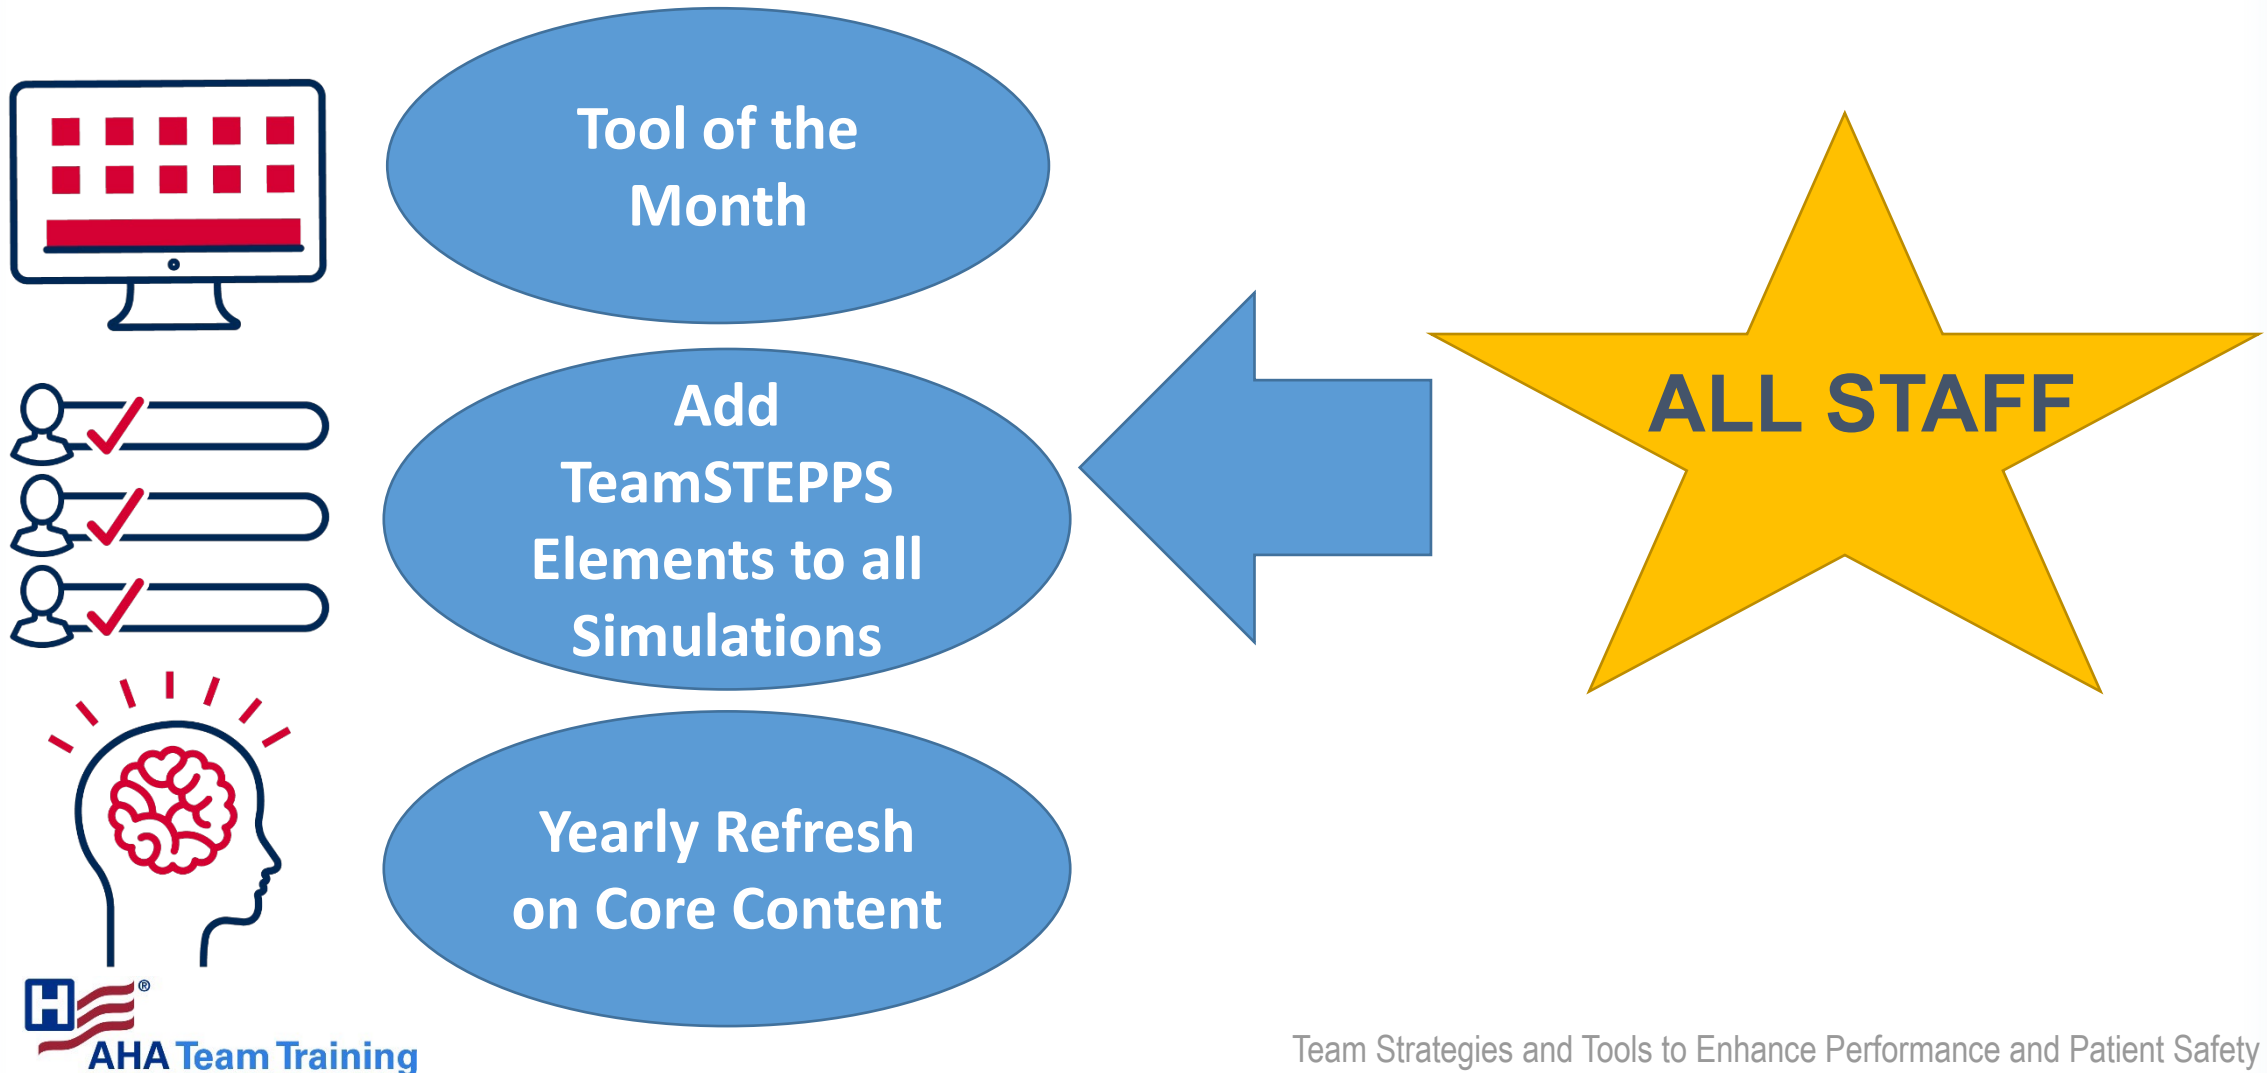 Tool of the
Month
Add
TeamSTEPPS
Elements to all
Simulations
Yearly Refresh
on Core Content
ALL STAFF
H®
AHA Team Training
Team Strategies and Tools to Enhance Performance and Patient Safety